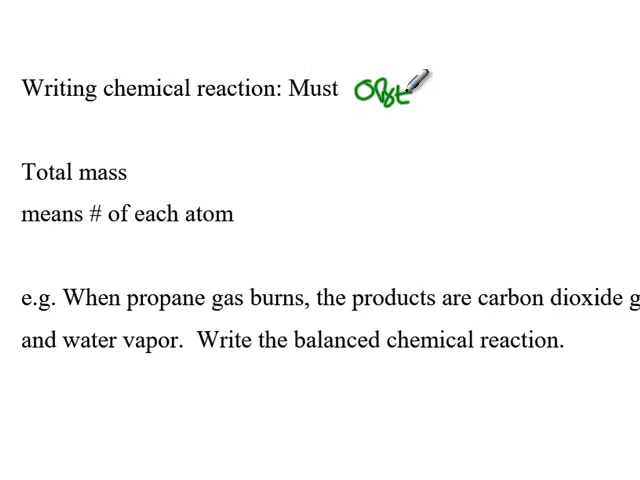 Writing chemical reaction: Must
Total mass
means # of each atom
e.g. When propane gas burns, the products are carbon dioxide g
and water vapor. Write the balanced chemical reaction.